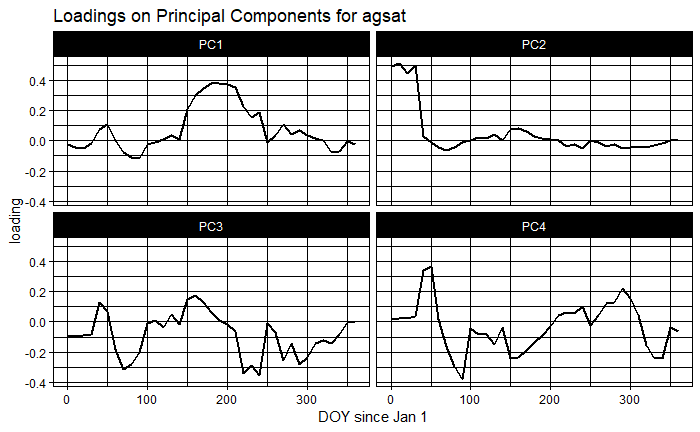 Loadings on Principal Components for agsat
PC1
PC2
0.4
0.2
0.0
-0.2
-0.4
loading
PC3
PC4
0.4
0.2
0.0
-0.2
-0.4
0 100 200 300 0 100 200 300
DOY since Jan 1